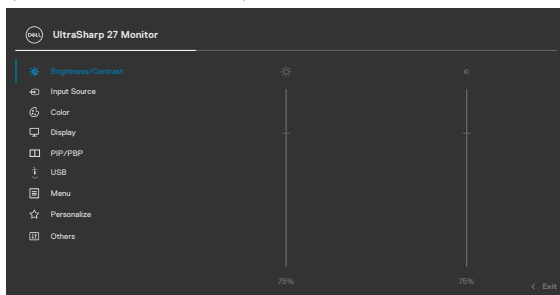 DELL UltraSharp 27 Monitor
Brightness/Contrast
Input Source
Color
Display
PIP/PBP
USB
Menu
Personalize
Others
75% 75%
< Exit